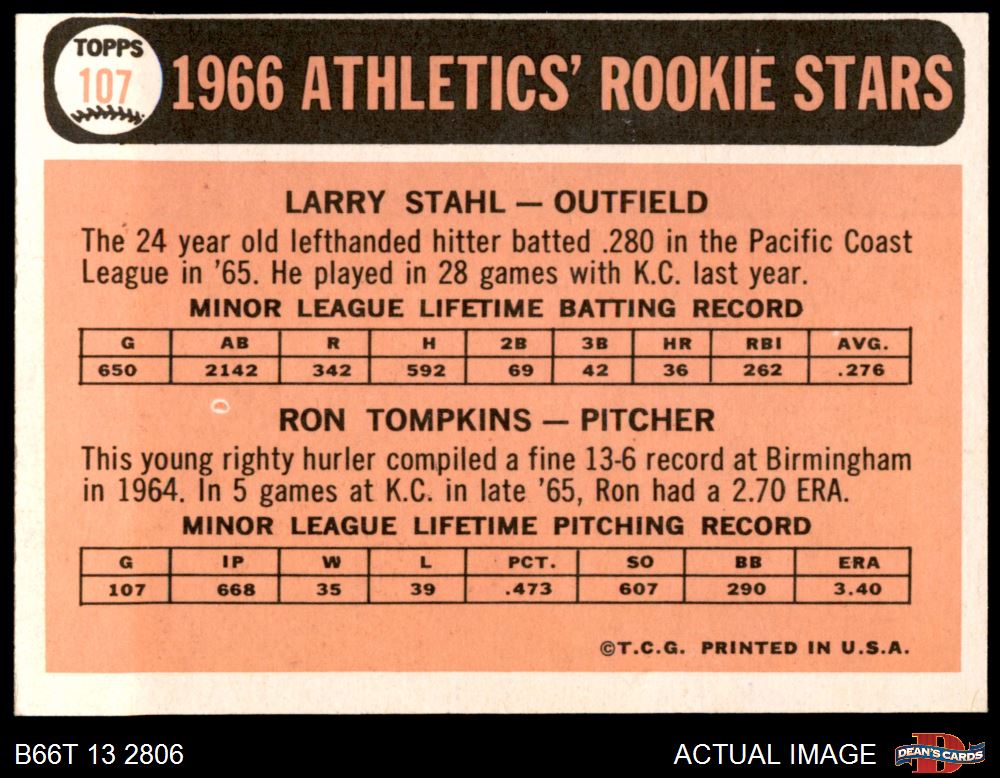 TOPPS
107
1966 ATHLETICS' ROOKIE STARS
LARRY STAHL — OUTFIELD
The 24 year old lefthanded hitter batted .280 in the Pacific Coast
League in '65. He played in 28 games with K.C. last year.
MINOR LEAGUE LIFETIME BATTING RECORD
G AB R H 2B 3B HR RBI AVG.
650 2142 342 592 69 42 36 262 .276
RON TOMPKINS — PITCHER
This young righty hurler compiled a fine 13-6 record at Birmingham
in 1964. In 5 games at K.C. in late '65, Ron had a 2.70 ERA.
MINOR LEAGUE LIFETIME PITCHING RECORD
G IP W L PCT. SO BB ERA
107 668 35 39 .473 607 290 3.40
©T.C.G. PRINTED IN U.S.A.
B66T 13 2806
ACTUAL IMAGE
DEAN'S CARDS